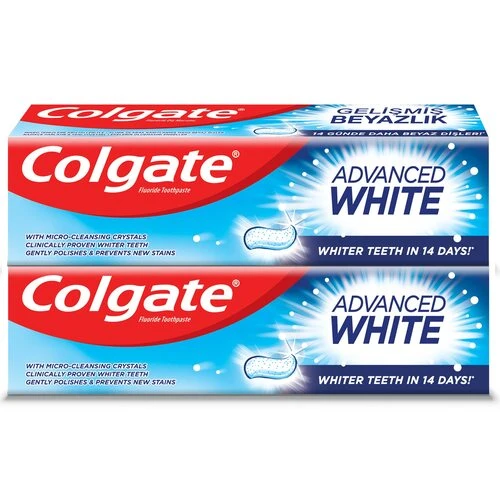 Colgate®
GELİŞMİŞ
BEYAZLIK
14 GÜNDE DAHA BEYAZ DİŞLER!*
Colgate®
Fluoride Toothpaste
ADVANCED
WHITE
WITH MICRO-CLEANSING CRYSTALS
CLINICALLY PROVEN WHITER TEETH
GENTLY POLISHES & PREVENTS NEW STAINS
WHITER TEETH IN 14 DAYS!*
Colgate®
Fluoride Toothpaste
ADVANCED
WHITE
WITH MICRO-CLEANSING CRYSTALS
CLINICALLY PROVEN WHITER TEETH
GENTLY POLISHES & PREVENTS NEW STAINS
WHITER TEETH IN 14 DAYS!*